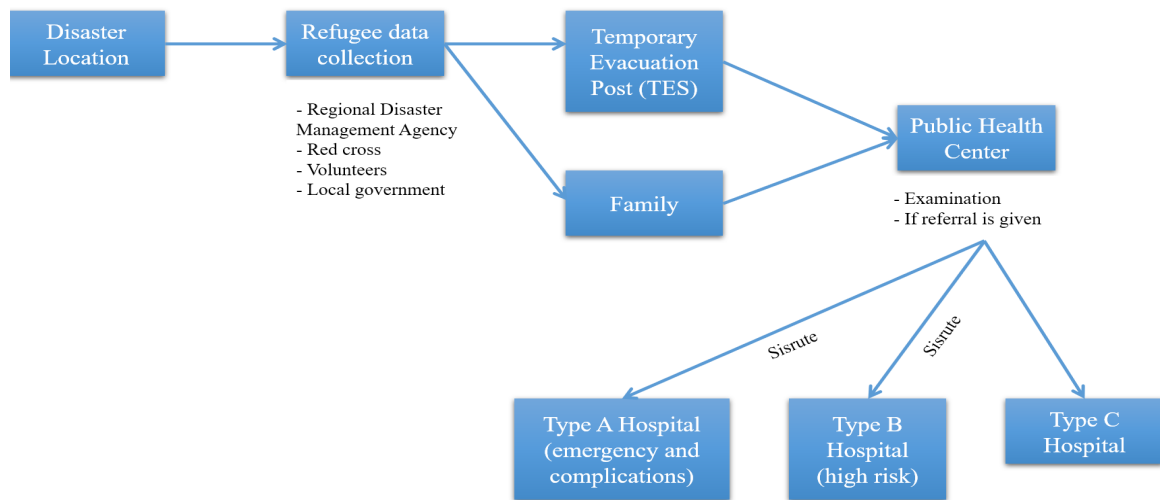 Disaster
Location
Refugee data
collection
- Regional Disaster
Management Agency
- Red cross
- Volunteers
- Local government
Temporary
Evacuation
Post (TES)
Family
Public Health
Center
- Examination
- If referral is given
Sisrute
Sisrute
Type A Hospital
(emergency and
complications)
Type B
Hospital
(high risk)
Type C
Hospital